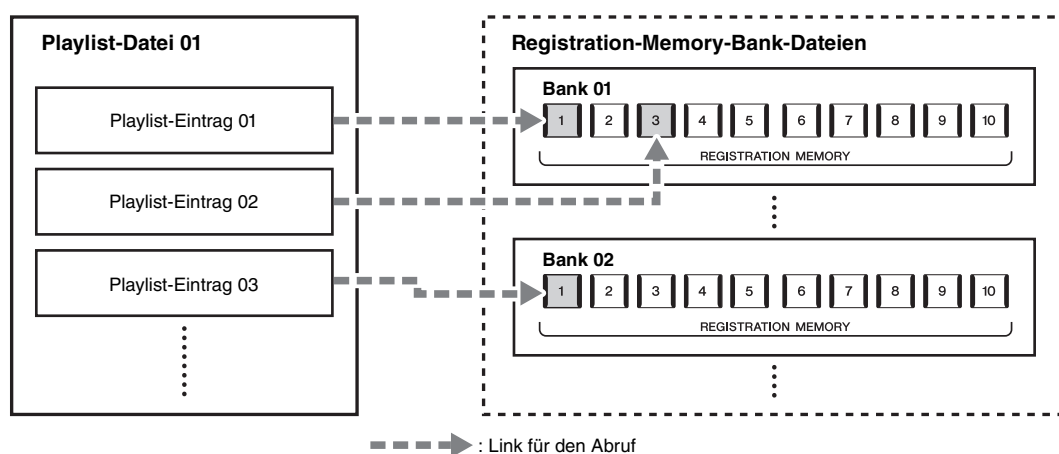 Playlist-Datei 01
Playlist-Eintrag 01
Playlist-Eintrag 02
Playlist-Eintrag 03
Registration-Memory-Bank-Dateien
Bank 01
1 2 3 4 5 6 7 8 9 10
REGISTRATION MEMORY
Bank 02
1 2 3 4 5 6 7 8 9 10
REGISTRATION MEMORY
: Link für den Abruf